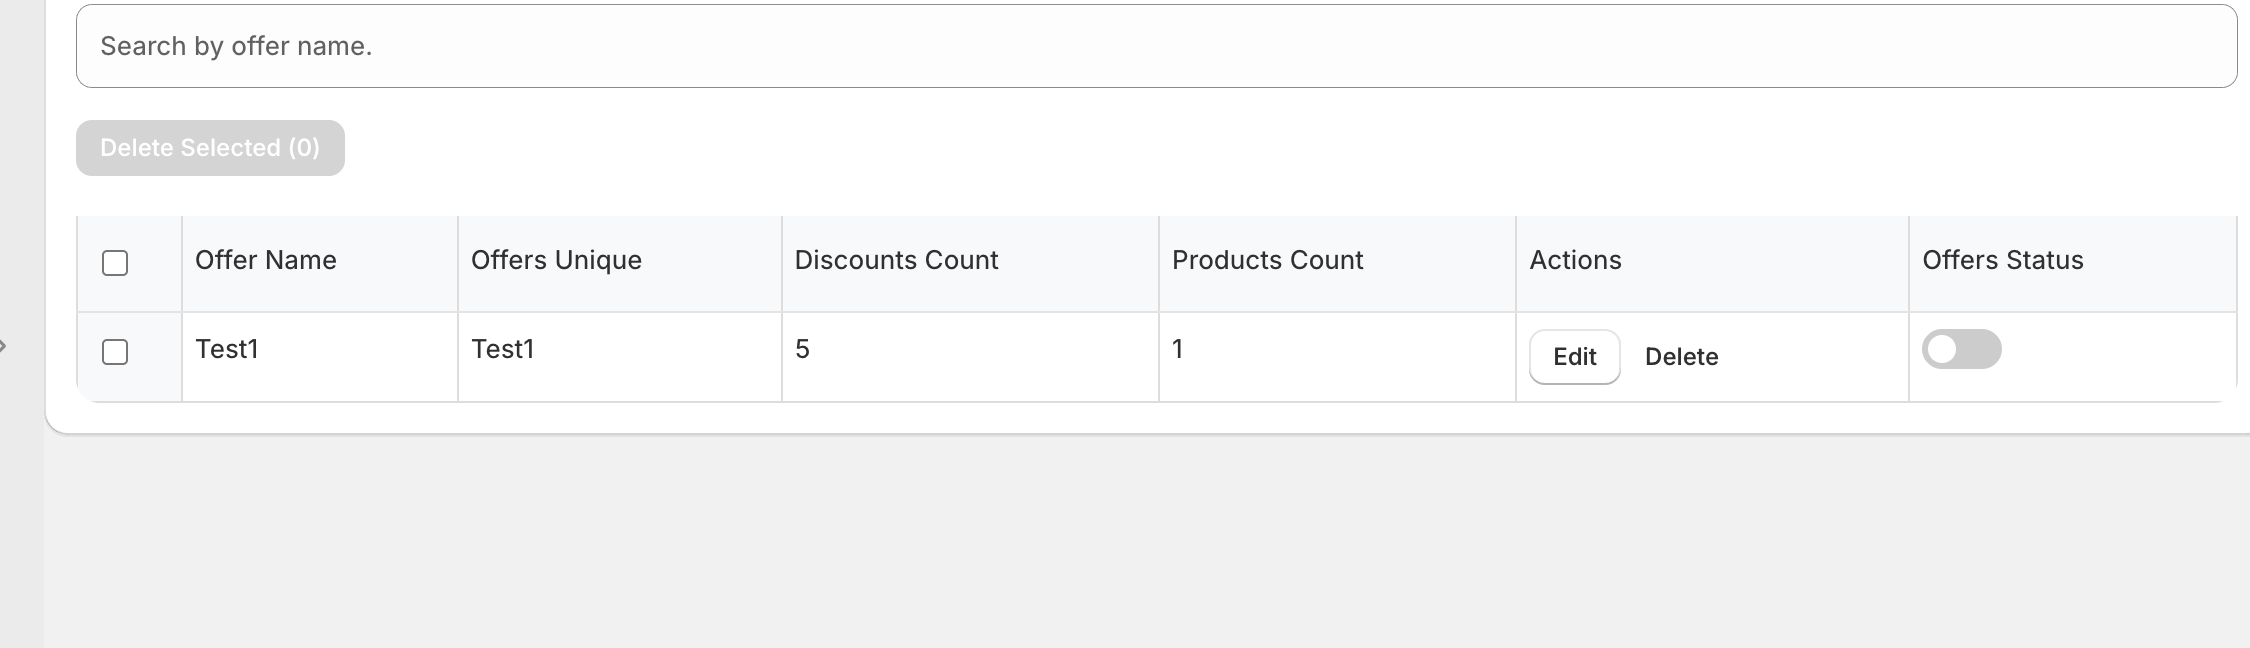 Search by offer name.
Delete Selected (0)
Offer Name Offers Unique Discounts Count Products Count Actions Offers Status
Test1 Test1 5 1 Edit Delete